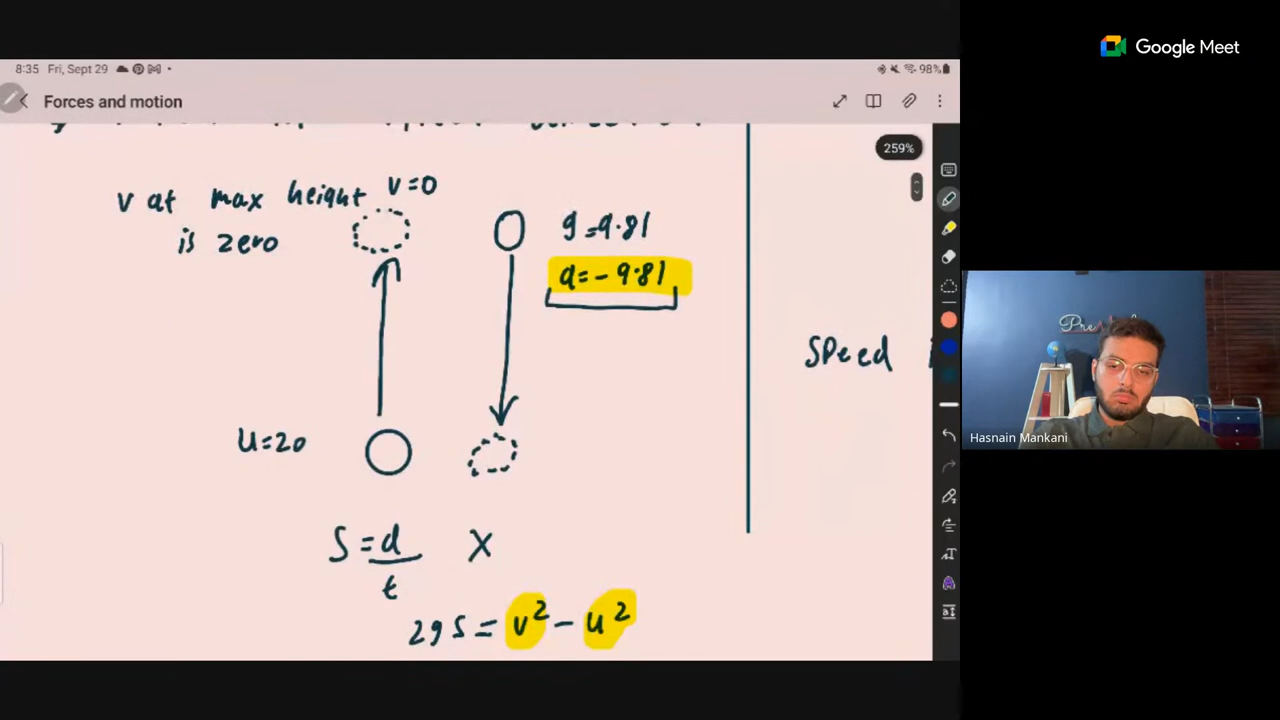 Google Meet
8:35 Fri, Sept 29
98%
Forces and motion
259%
v at max height v=0
is zero
g=9.81
a=-9.81
Speed
u=20
Hasnain Mankani
S=d/t X
2gs = v² - u²